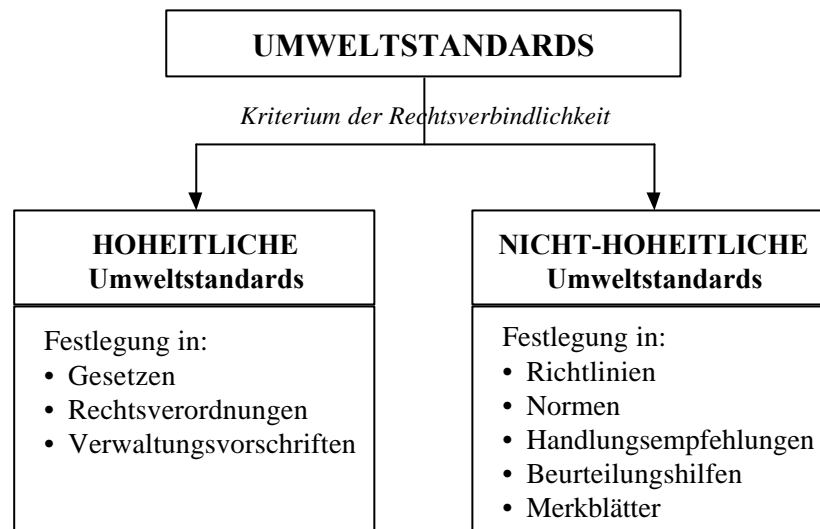 UMWELTSTANDARDS
Kriterium der Rechtsverbindlichkeit
HOHEITLICHE
Umweltstandards
Festlegung in:
• Gesetzen
• Rechtsverordnungen
• Verwaltungsvorschriften
NICHT-HOHEITLICHE
Umweltstandards
Festlegung in:
• Richtlinien
• Normen
• Handlungsempfehlungen
• Beurteilungshilfen
• Merkblätter